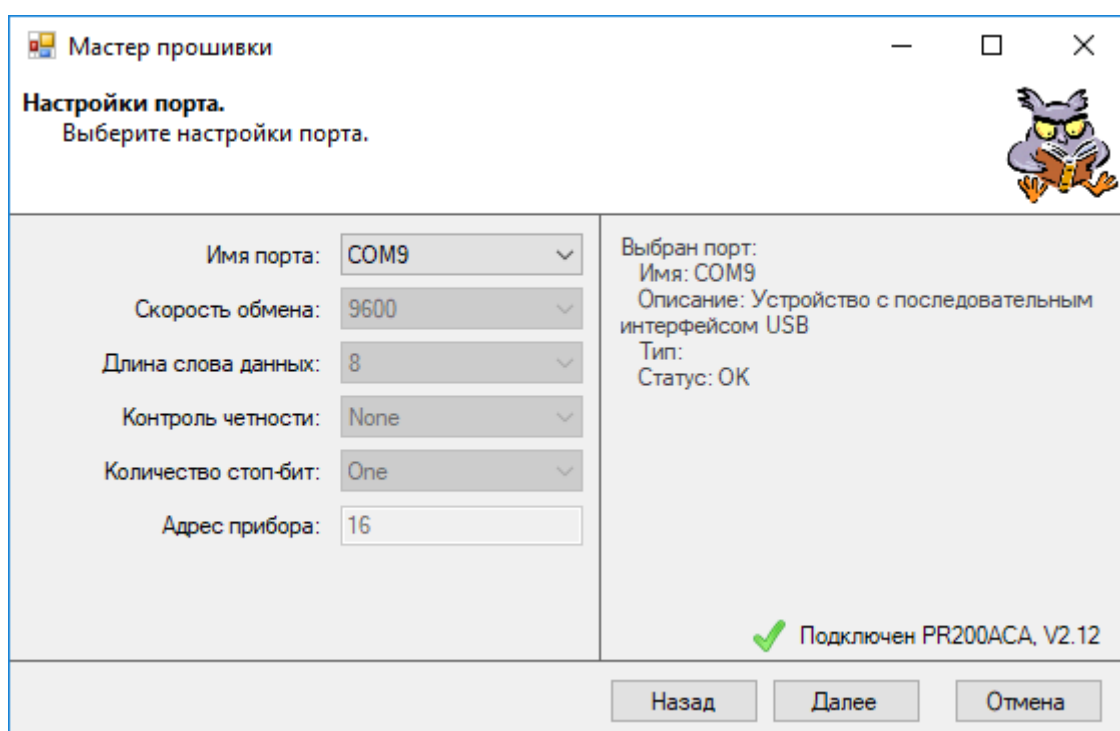 Мастер прошивки
Настройки порта.
Выберите настройки порта.
Имя порта: COM9
Скорость обмена: 9600
Длина слова данных: 8
Контроль четности: None
Количество стоп-бит: One
Адрес прибора: 16
Выбран порт:
Имя: COM9
Описание: Устройство с последовательным
интерфейсом USB
Тип:
Статус: OK
Подключен PR200ACA, V2.12
Назад
Далее
Отмена